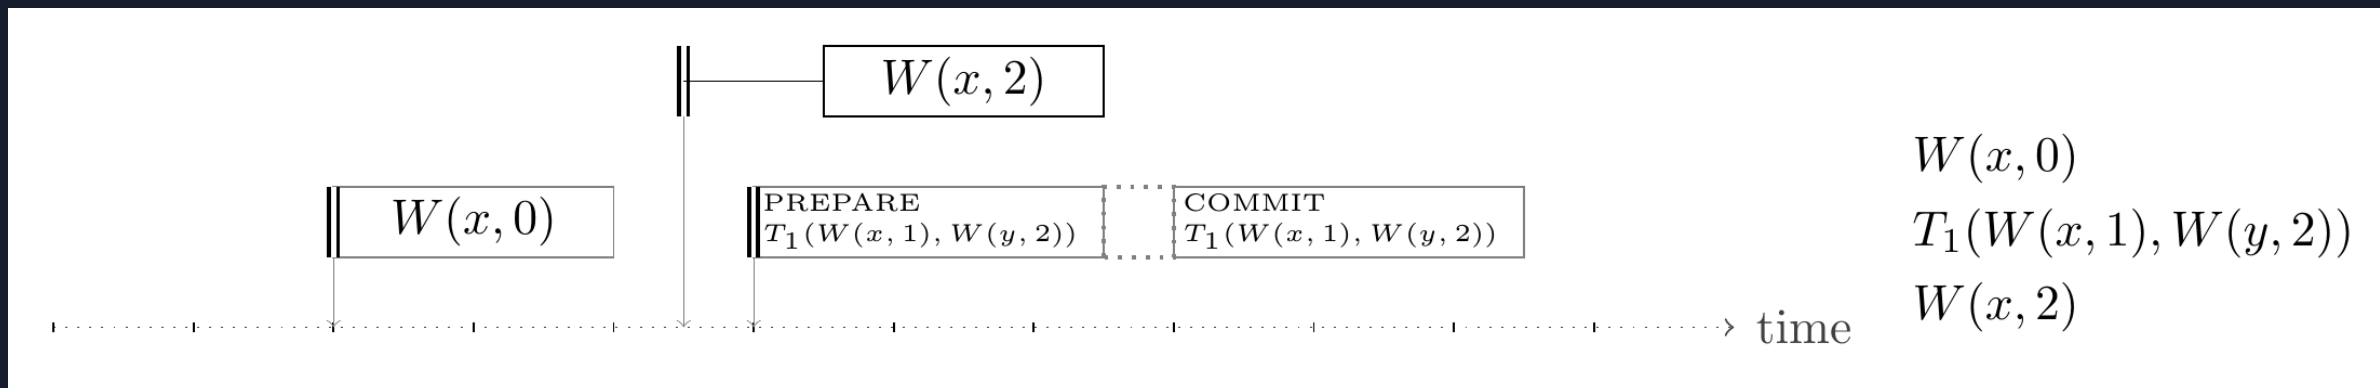 W(x, 2)
W(x, 0)
PREPARE
T₁(W(x, 1), W(y, 2))
COMMIT
T₁(W(x, 1), W(y, 2))
time
W(x, 0)
T₁(W(x, 1), W(y, 2))
W(x, 2)